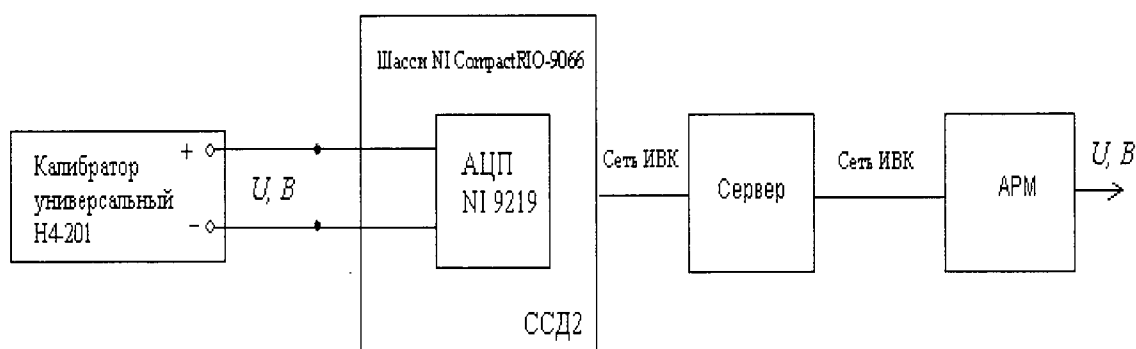 Шасси NI CompactRIO-9066
Калибратор
универсальный
Н4-201
+
−
U, В
АЦП
NI 9219
ССД2
Сеть ИВК
Сервер
Сеть ИВК
АРМ
U, В